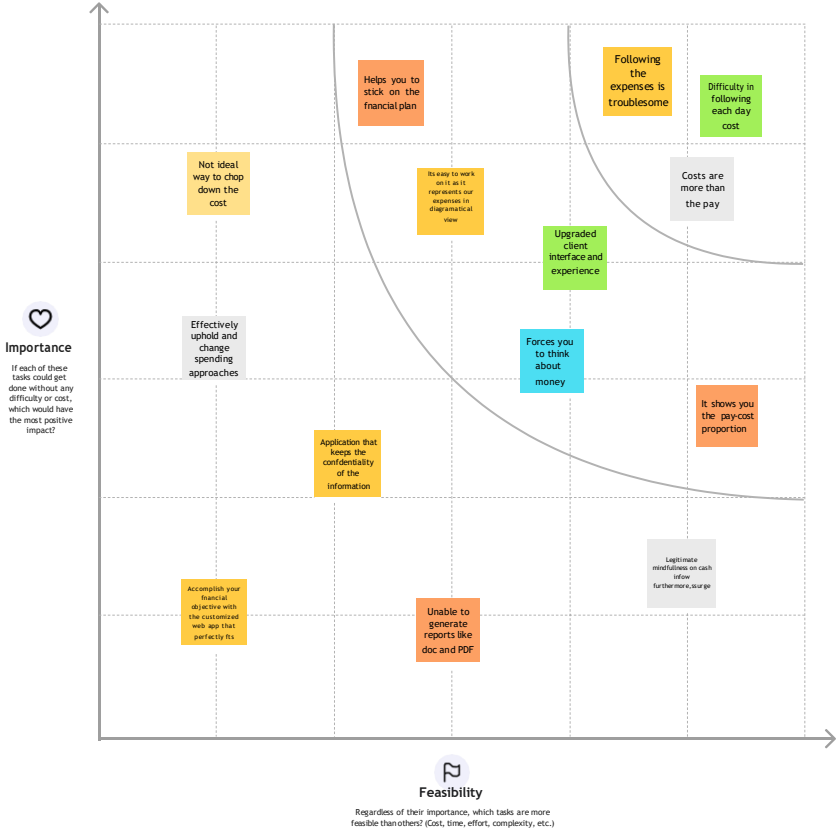 Following
the
expenses is
troublesome
Helps you to
stick on the
fnancial plan
Difficulty in
following
each day
cost
Not ideal
way to chop
down the
cost
Its easy to work
on it as it
represents our
expenses in
diagramatical
view
Costs are
more than
the pay
Upgraded
client
interface and
experience
Effectively
uphold and
change
spending
approaches
Forces you
to think
about
money
Importance
If each of these
tasks could get
done without any
difficulty or cost,
which would have
the most positive
impact?
It shows you
the pay-cost
proportion
Application that
keeps the
confdentiality
of the
information
Legitimate
mindfullness on cash
infow
furthermore,ssurge
Accomplish your
fnancial
objective with
the customized
web app that
perfectly fts
Unable to
generate
reports like
doc and PDF
Feasibility
Regardless of their importance, which tasks are more
feasible than others? (Cost, time, effort, complexity, etc.)